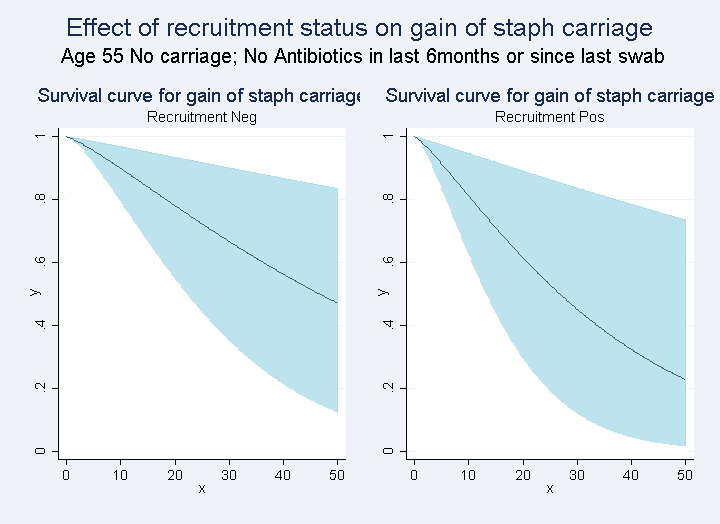 Effect of recruitment status on gain of staph carriage
Age 55 No carriage; No Antibiotics in last 6months or since last swab
Survival curve for gain of staph carriage
Recruitment Neg
1
.8
.6
.4
.2
0
y
0 10 20 30 40 50
x
Survival curve for gain of staph carriage
Recruitment Pos
1
.8
.6
.4
.2
0
y
0 10 20 30 40 50
x